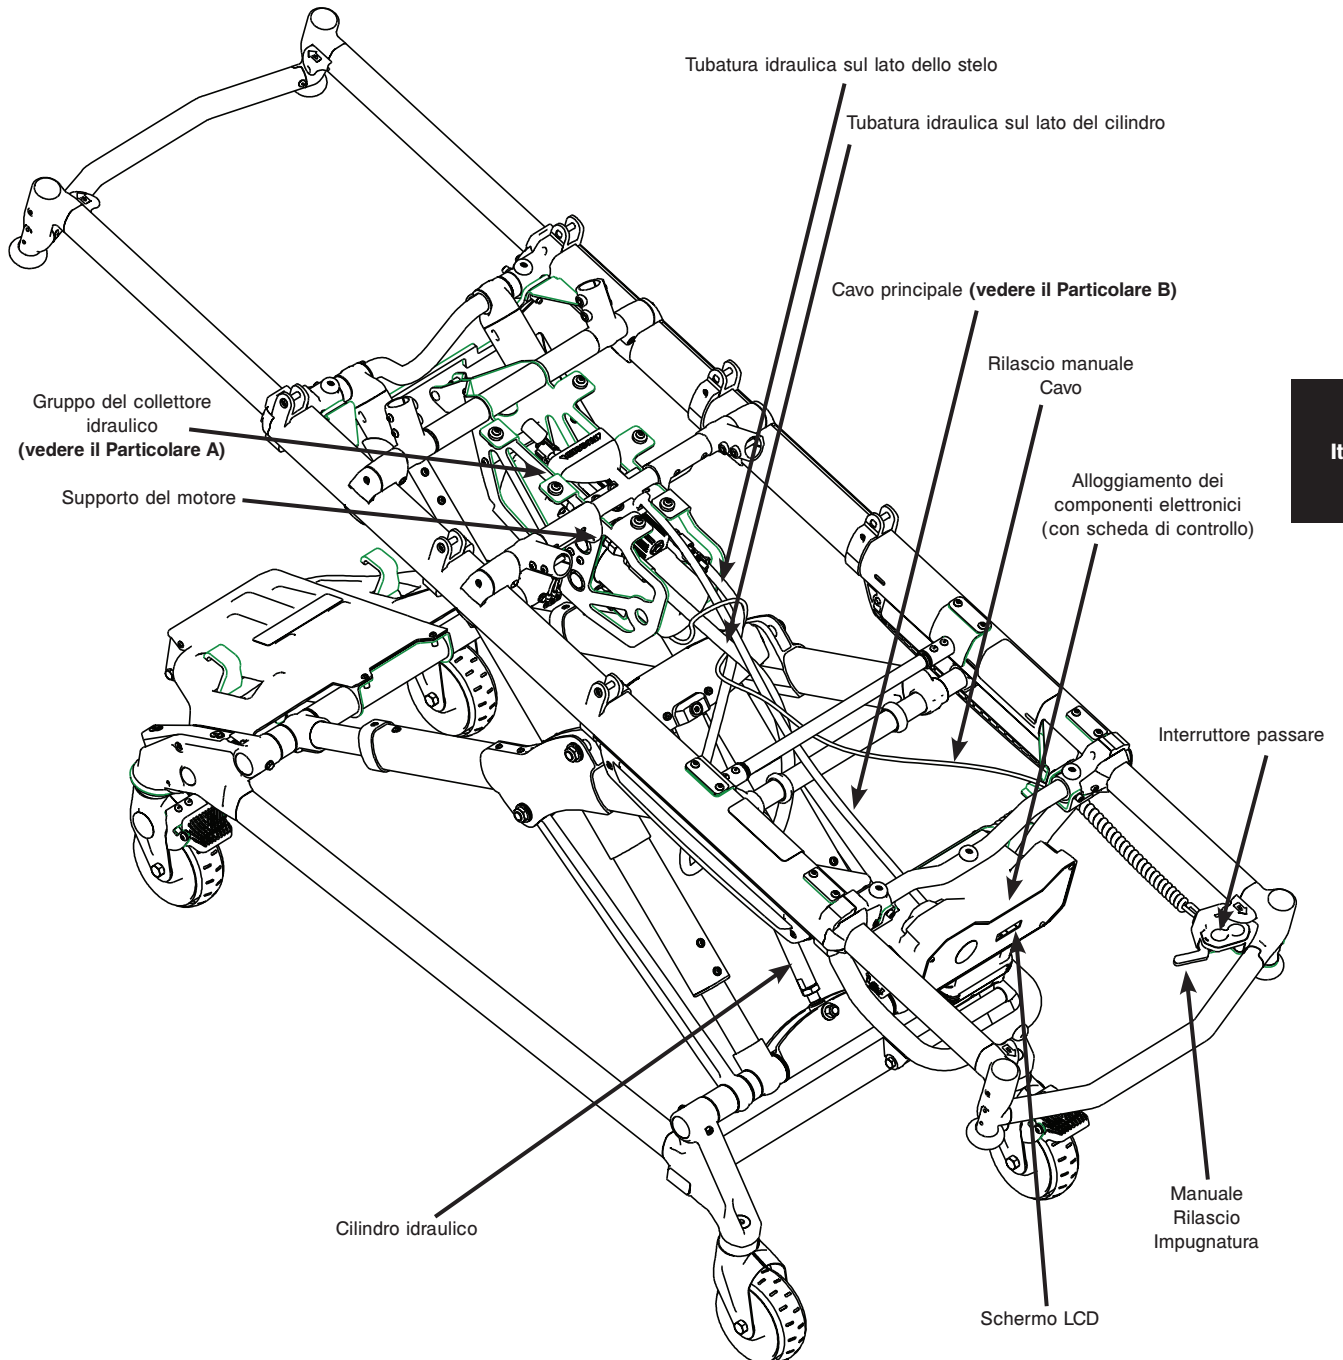 Tubatura idraulica sul lato dello stelo
Tubatura idraulica sul lato del cilindro
Cavo principale (vedere il Particolare B)
Rilascio manuale
Cavo
Gruppo del collettore
idraulico
(vedere il Particolare A)
Supporto del motore
Alloggiamento dei
componenti elettronici
(con scheda di controllo)
It
Interruttore passare
Cilindro idraulico
Manuale
Rilascio
Impugnatura
Schermo LCD